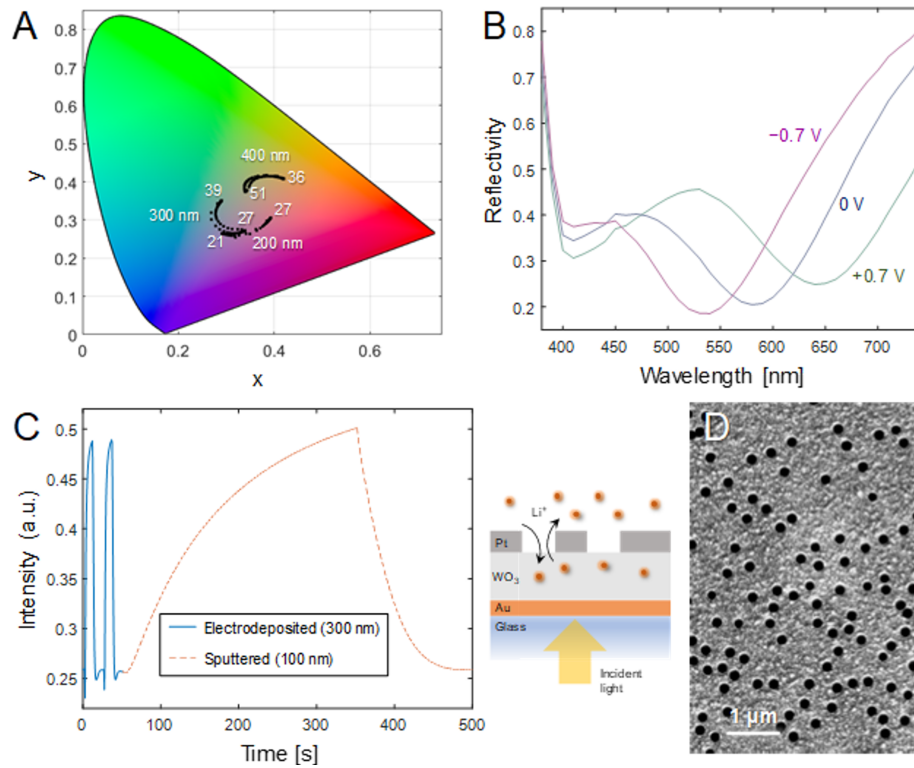 A
y
0.8
0.7
0.6
0.5
0.4
0.3
0.2
0.1
0
0
0.2
0.4
0.6
x
400 nm
36
51
39
300 nm
27
27
21
200 nm
B
Reflectivity
0.8
0.7
0.6
0.5
0.4
0.3
0.2
400
450
500
550
600
650
700
Wavelength [nm]
−0.7 V
0 V
+0.7 V
C
Intensity (a.u.)
0.5
0.45
0.4
0.35
0.3
0.25
0
100
200
300
400
500
Time [s]
Electrodeposited (300 nm)
Sputtered (100 nm)
Li⁺
Pt
WO₃
Au
Glass
Incident
light
D
1 μm